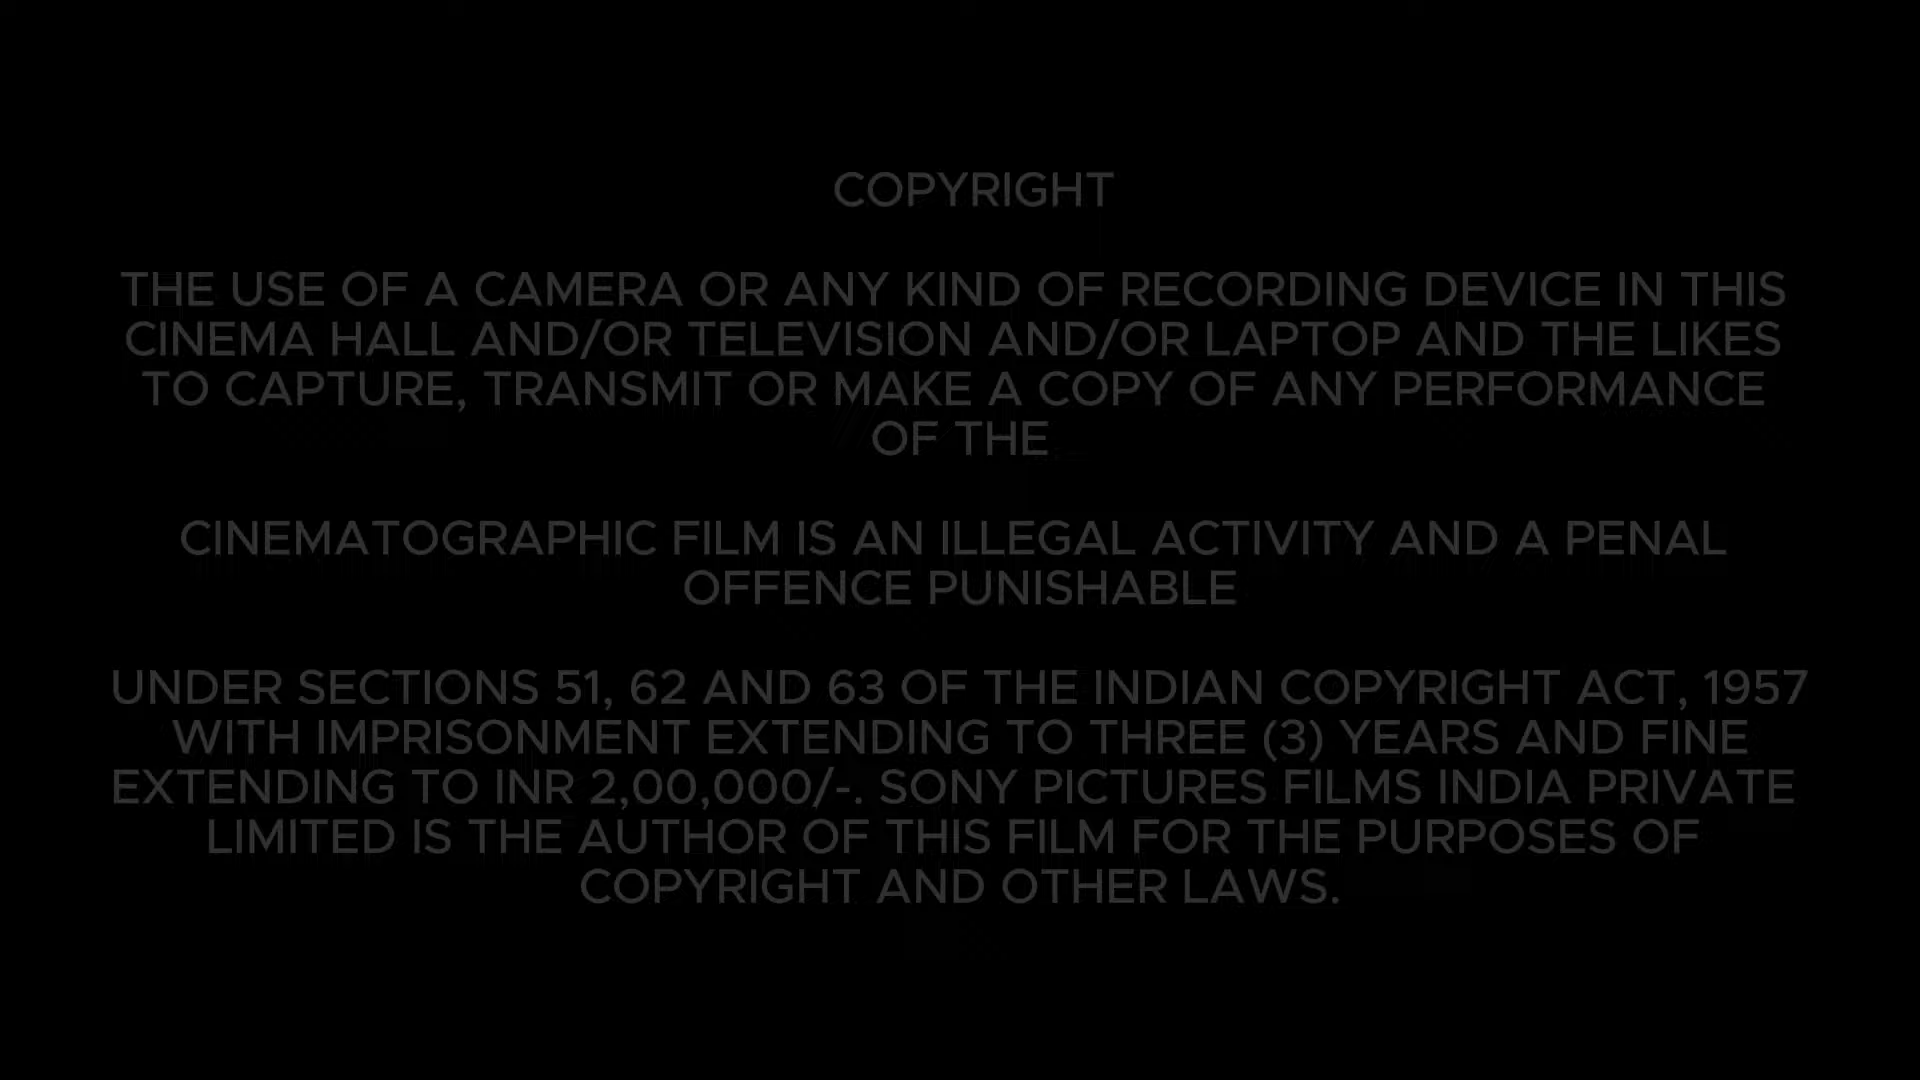 COPYRIGHT
THE USE OF A CAMERA OR ANY KIND OF RECORDING DEVICE IN THIS
CINEMA HALL AND/OR TELEVISION AND/OR LAPTOP AND THE LIKES
TO CAPTURE, TRANSMIT OR MAKE A COPY OF ANY PERFORMANCE
OF THE
CINEMATOGRAPHIC FILM IS AN ILLEGAL ACTIVITY AND A PENAL
OFFENCE PUNISHABLE
UNDER SECTIONS 51, 62 AND 63 OF THE INDIAN COPYRIGHT ACT, 1957
WITH IMPRISONMENT EXTENDING TO THREE (3) YEARS AND FINE
EXTENDING TO INR 2,00,000/-. SONY PICTURES FILMS INDIA PRIVATE
LIMITED IS THE AUTHOR OF THIS FILM FOR THE PURPOSES OF
COPYRIGHT AND OTHER LAWS.